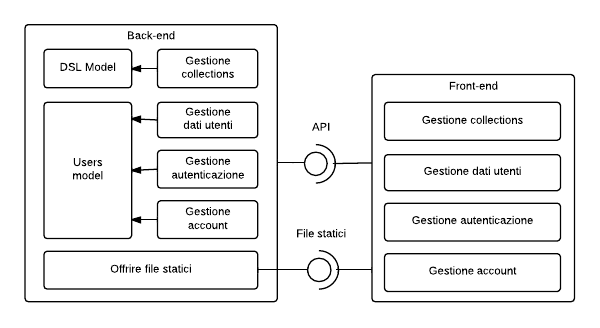 Back-end
DSL Model
Gestione
collections
Users
model
Gestione
dati utenti
Gestione
autenticazione
Gestione
account
Offrire file statici
API
File statici
Front-end
Gestione collections
Gestione dati utenti
Gestione autenticazione
Gestione account